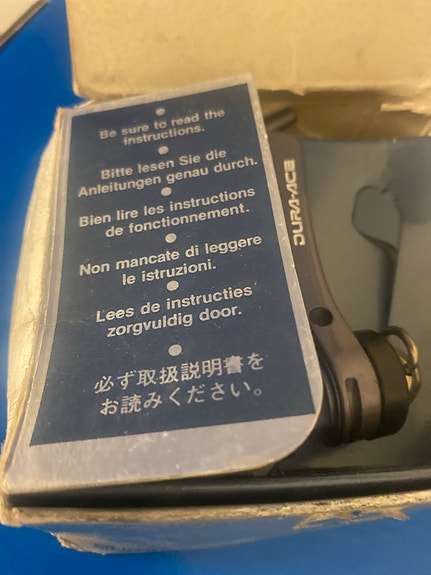 Be sure to read the
instructions.
Bitte lesen Sie die
Anleitungen genau durch.
Bien lire les instructions
de fonctionnement.
Non mancate di leggere
le istruzioni.
Lees de instructies
zorgvuldig door.
必ず取扱説明書を
お読みください。
DURA-ACE